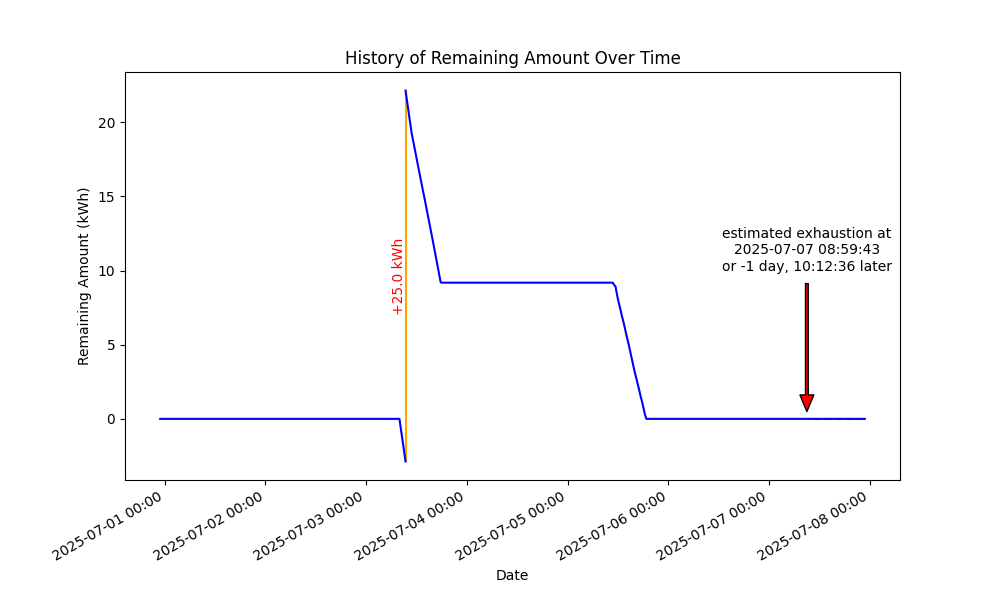 History of Remaining Amount Over Time
Remaining Amount (kWh)
20
15
10
5
0
+25.0 kWh
estimated exhaustion at
2025-07-07 08:59:43
or -1 day, 10:12:36 later
2025-07-01 00:00
2025-07-02 00:00
2025-07-03 00:00
2025-07-04 00:00
2025-07-05 00:00
2025-07-06 00:00
2025-07-07 00:00
2025-07-08 00:00
Date